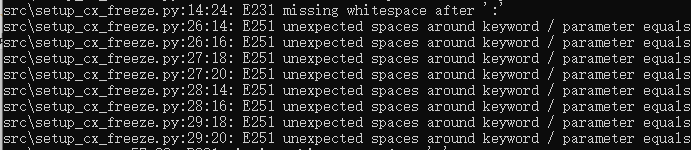 src\setup_cx_freeze.py:14:24: E231 missing whitespace after ':'
src\setup_cx_freeze.py:26:14: E251 unexpected spaces around keyword / parameter equals
src\setup_cx_freeze.py:26:16: E251 unexpected spaces around keyword / parameter equals
src\setup_cx_freeze.py:27:18: E251 unexpected spaces around keyword / parameter equals
src\setup_cx_freeze.py:27:20: E251 unexpected spaces around keyword / parameter equals
src\setup_cx_freeze.py:28:14: E251 unexpected spaces around keyword / parameter equals
src\setup_cx_freeze.py:28:16: E251 unexpected spaces around keyword / parameter equals
src\setup_cx_freeze.py:29:18: E251 unexpected spaces around keyword / parameter equals
src\setup_cx_freeze.py:29:20: E251 unexpected spaces around keyword / parameter equals